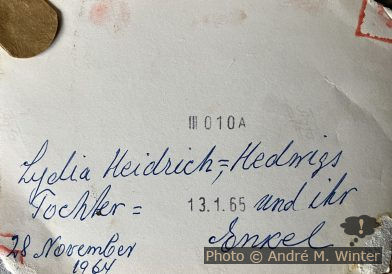 III 010A
Lydia Heidrich=, Hedwigs
Tochter = 13.1.65 und ihr
28 November Enkel
1964
Photo © André M. Winter